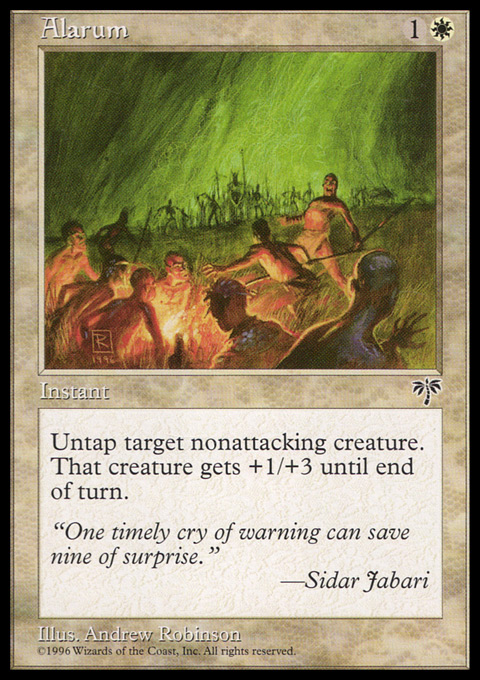 Alarum 1
R
1996
Instant
Untap target nonattacking creature.
That creature gets +1/+3 until end
of turn.
“One timely cry of warning can save
nine of surprise.”
—Sidar Jabari
Illus. Andrew Robinson
©1996 Wizards of the Coast, Inc. All rights reserved.